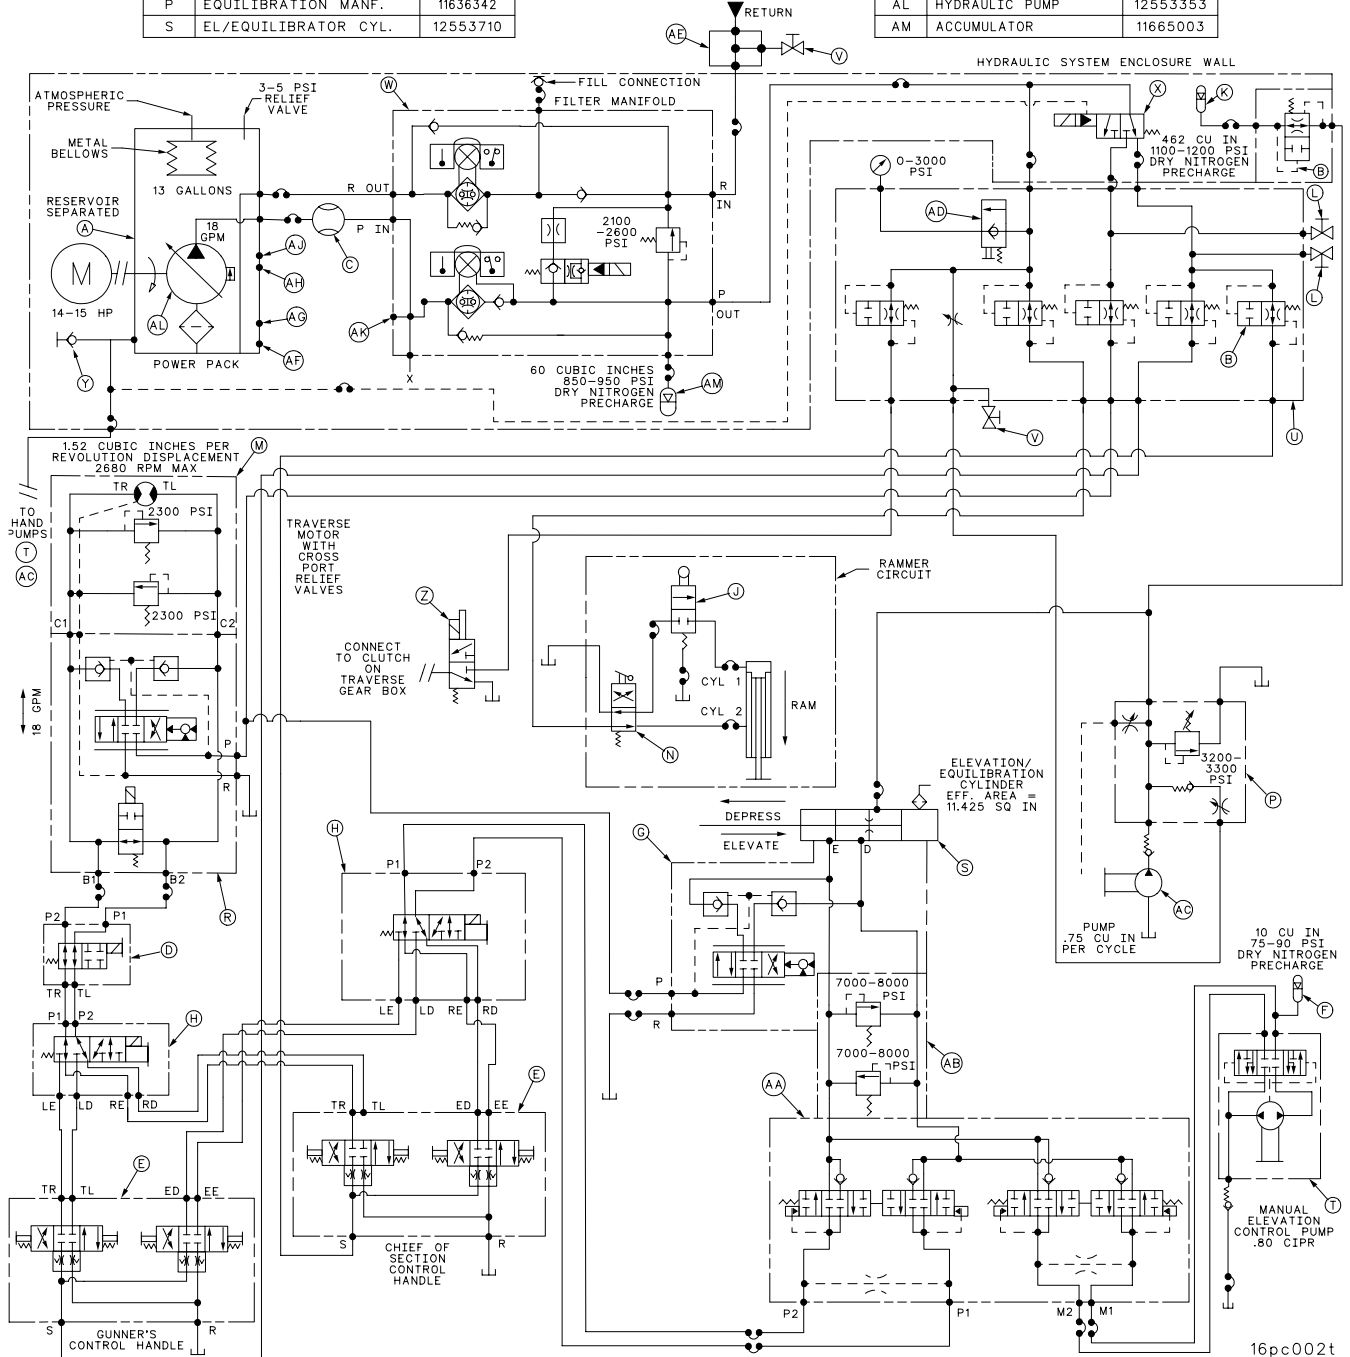 P EQUILIBRATION MANF. 11636342
S EL/EQUILIBRATOR CYL. 12553710
AL HYDRAULIC PUMP 12553353
AM ACCUMULATOR 11665003
RETURN
AE
V
HYDRAULIC SYSTEM ENCLOSURE WALL
ATMOSPHERIC
PRESSURE
3-5 PSI
RELIEF
VALVE
W
FILL CONNECTION
FILTER MANIFOLD
X
K
METAL
BELLOWS
462 CU IN
1100-1200 PSI
DRY NITROGEN
PRECHARGE
B
0-3000
PSI
13 GALLONS
R OUT
R
IN
L
RESERVOIR
SEPARATED
A
18
GPM
P IN
2100
-2600
PSI
AD
AJ
C
M
AH
L
14-15 HP
AL
AG
AK
P
OUT
B
AF
POWER PACK
Y
X
60 CUBIC INCHES
850-950 PSI
DRY NITROGEN
PRECHARGE
AM
V
U
1.52 CUBIC INCHES PER
REVOLUTION DISPLACEMENT
2680 RPM MAX
M
TR TL
TO
HAND
PUMPS
T
AC
2300 PSI
TRAVERSE
MOTOR
WITH
CROSS
PORT
RELIEF
VALVES
2300 PSI
C1 C2
RAMMER
CIRCUIT
J
Z
CONNECT
TO CLUTCH
ON
TRAVERSE
GEAR BOX
CYL 1
CYL 2
RAM
N
18 GPM
P
R
3200-
3300
PSI
P
ELEVATION/
EQUILIBRATION
CYLINDER
EFF. AREA =
11.425 SQ IN
DEPRESS
ELEVATE
E D
S
G
H
P1 P2
B1 B2
R
AC
PUMP
.75 CU IN
PER CYCLE
10 CU IN
75-90 PSI
DRY NITROGEN
PRECHARGE
F
P2 P1
D
TR TL
P
R
7000-8000
PSI
7000-8000
PSI
AB
LE LD RE RD
P1 P2
H
LE LD RE RD
AA
E
TR TL ED EE
T
MANUAL
ELEVATION
CONTROL PUMP
.80 CIPR
E
TR TL ED EE
S R
CHIEF OF
SECTION
CONTROL
HANDLE
P2 P1 M2 M1
S R
GUNNER'S
CONTROL HANDLE
16pc002t